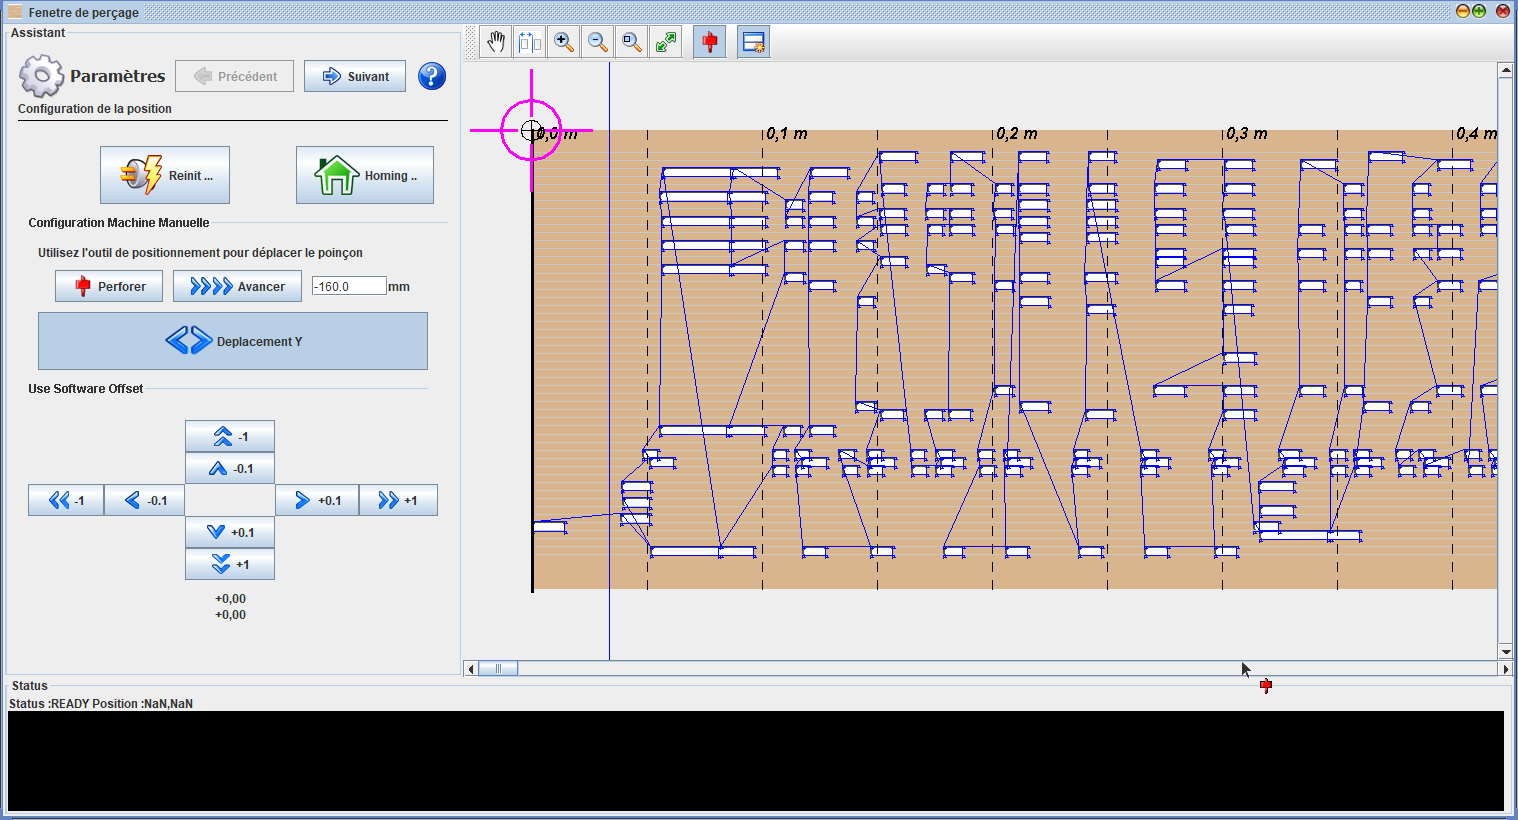 Fenetre de perçage
Assistant
Paramètres
Précédent
Suivant
Configuration de la position
Reinit ...
Homing ..
Configuration Machine Manuelle
Utilisez l'outil de positionnement pour déplacer le poinçon
Perforer
Avancer
-160.0 mm
Deplacement Y
Use Software Offset
-1
-0.1
-1
-0.1
+0.1
+1
+0.1
+1
+0,00
+0,00
0,0 m
0,1 m
0,2 m
0,3 m
0,4 m
Status
Status :READY Position :NaN,NaN